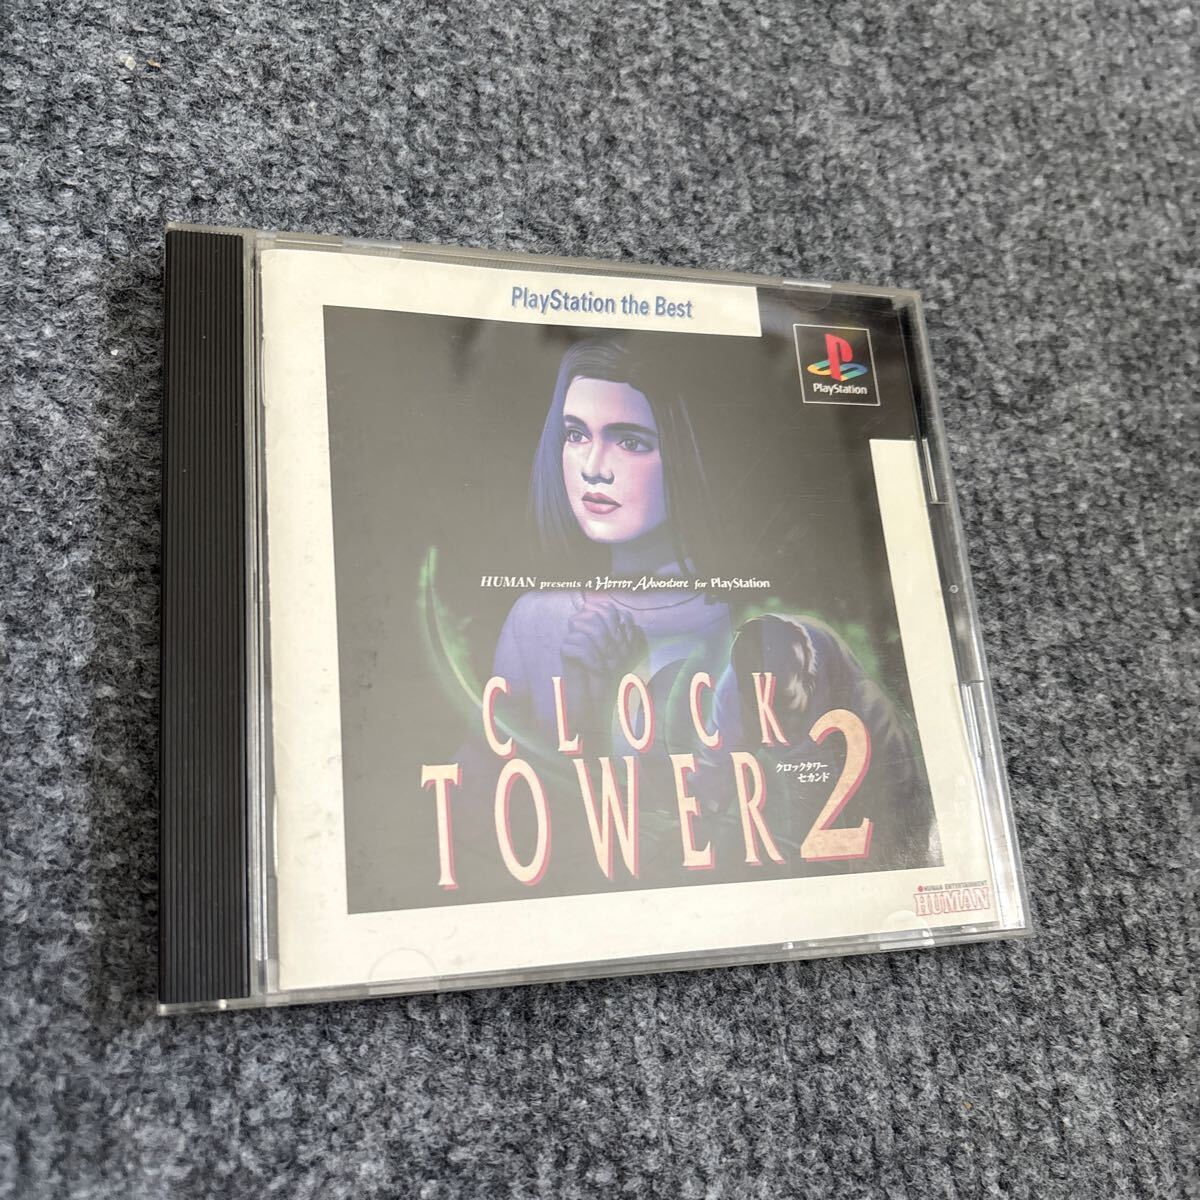 PlayStation the Best
PlayStation
HUMAN presents a Horror Adventure for PlayStation
CLOCK
TOWER 2
クロックタワー
セカンド
HUMAN ENTERTAINMENT
HUMAN